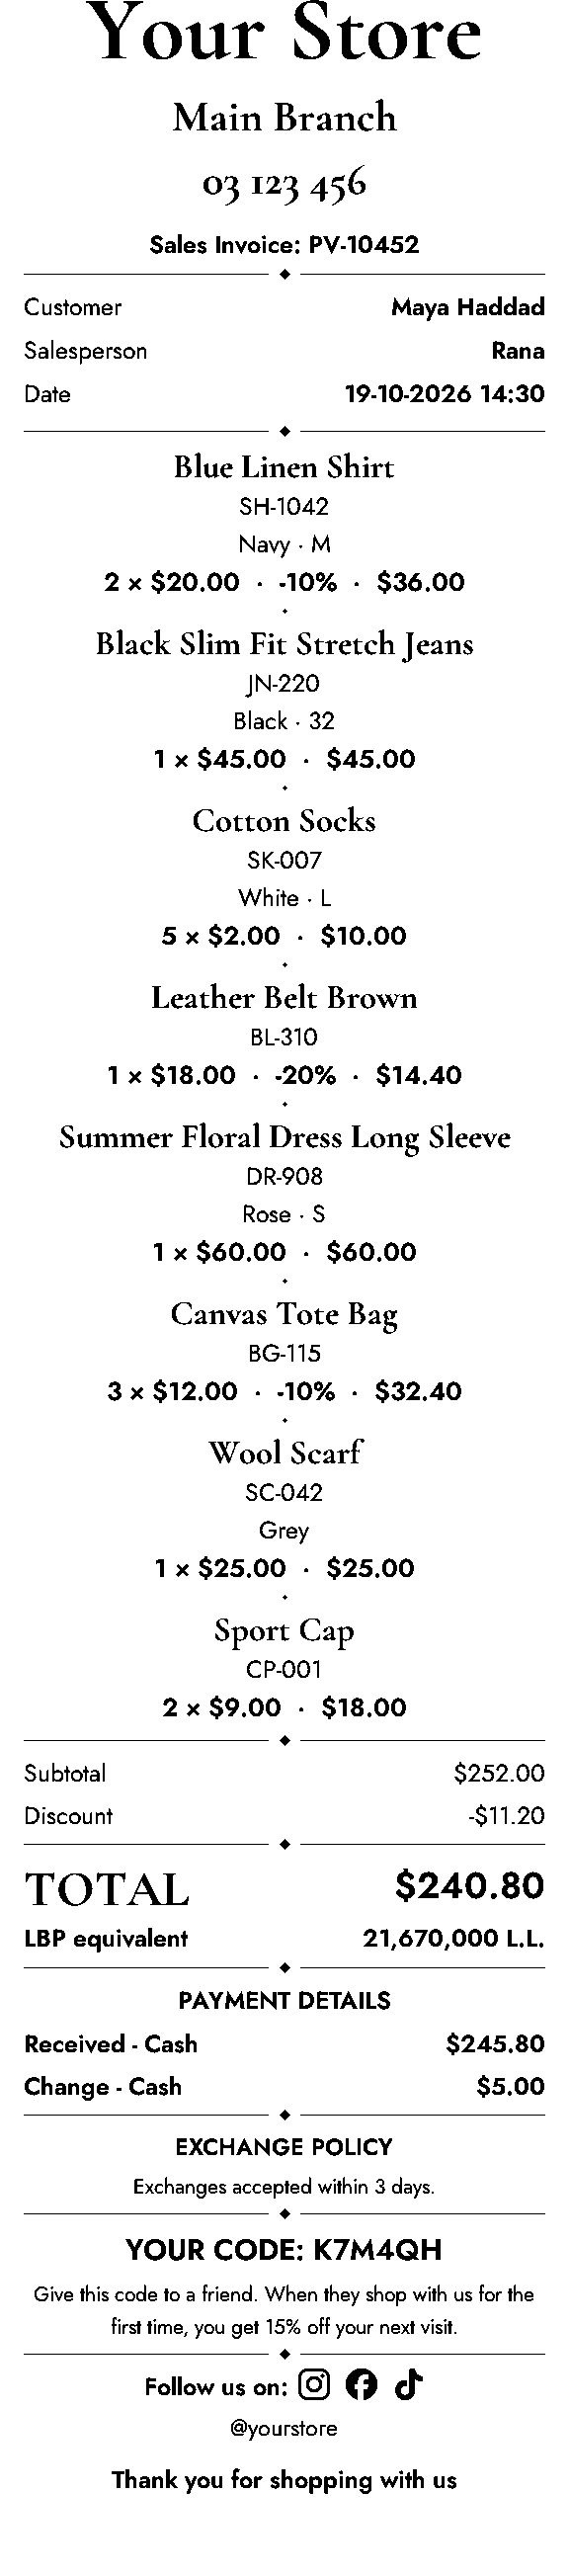 Your Store
Main Branch
03 123 456
Sales Invoice: PV-10452
Customer Maya Haddad
Salesperson Rana
Date 19-10-2026 14:30
Blue Linen Shirt
SH-1042
Navy · M
2 × $20.00 · -10% · $36.00
Black Slim Fit Stretch Jeans
JN-220
Black · 32
1 × $45.00 · $45.00
Cotton Socks
SK-007
White · L
5 × $2.00 · $10.00
Leather Belt Brown
BL-310
1 × $18.00 · -20% · $14.40
Summer Floral Dress Long Sleeve
DR-908
Rose · S
1 × $60.00 · $60.00
Canvas Tote Bag
BG-115
3 × $12.00 · -10% · $32.40
Wool Scarf
SC-042
Grey
1 × $25.00 · $25.00
Sport Cap
CP-001
2 × $9.00 · $18.00
Subtotal $252.00
Discount -$11.20
TOTAL $240.80
LBP equivalent 21,670,000 L.L.
PAYMENT DETAILS
Received - Cash $245.80
Change - Cash $5.00
EXCHANGE POLICY
Exchanges accepted within 3 days.
YOUR CODE: K7M4QH
Give this code to a friend. When they shop with us for the
first time, you get 15% off your next visit.
Follow us on:
@yourstore
Thank you for shopping with us